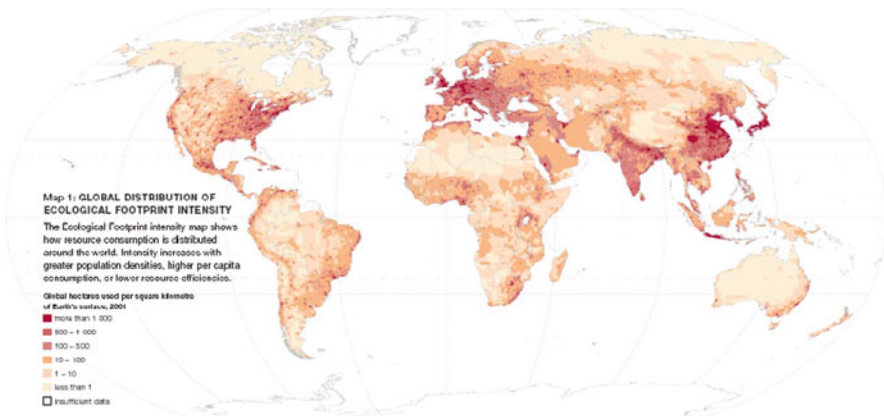 Map 1: GLOBAL DISTRIBUTION OF
ECOLOGICAL FOOTPRINT INTENSITY
The Ecological Footprint intensity map shows
how resource consumption is distributed
around the world. Intensity increases with
greater population densities, higher per capita
consumption, or lower resource efficiencies.
Global hectares used per square kilometre
of Earth's surface, 2001
more than 1 000
500 – 1 000
100 – 500
10 – 100
1 – 10
less than 1
insufficient data